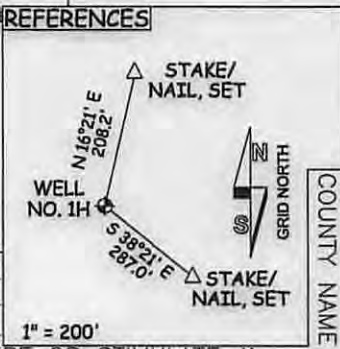 REFERENCES
STAKE/
NAIL, SET
N 16°21' E
208.2'
WELL
NO. 1H
S 38°21' E
287.0'
STAKE/
NAIL, SET
N
S
GRID NORTH
COUNTY NAME
1" = 200'